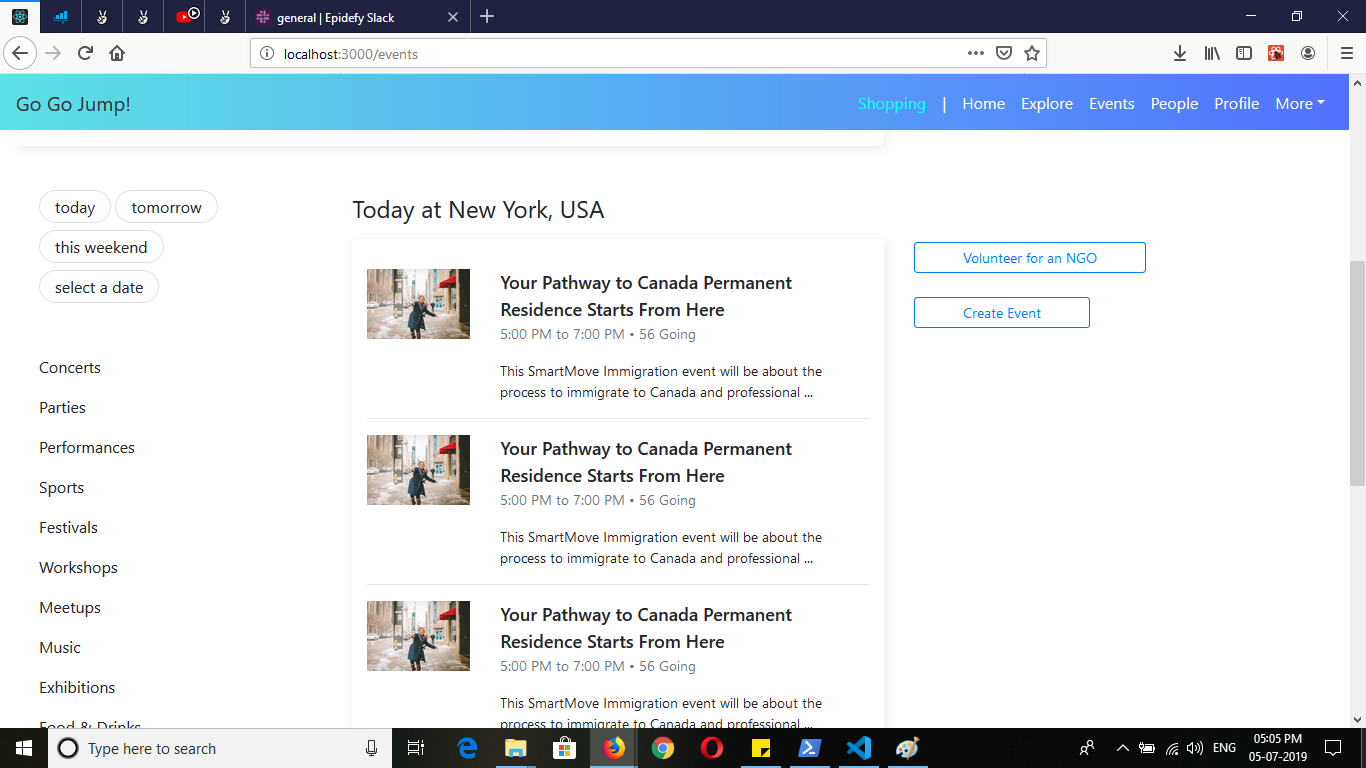 general | Epidefy Slack
localhost:3000/events
Go Go Jump!
Shopping | Home Explore Events People Profile More
today tomorrow
this weekend
select a date
Concerts
Parties
Performances
Sports
Festivals
Workshops
Meetups
Music
Exhibitions
Food & Drinks
Today at New York, USA
Your Pathway to Canada Permanent
Residence Starts From Here
5:00 PM to 7:00 PM • 56 Going
This SmartMove Immigration event will be about the
process to immigrate to Canada and professional ...
Your Pathway to Canada Permanent
Residence Starts From Here
5:00 PM to 7:00 PM • 56 Going
This SmartMove Immigration event will be about the
process to immigrate to Canada and professional ...
Your Pathway to Canada Permanent
Residence Starts From Here
5:00 PM to 7:00 PM • 56 Going
This SmartMove Immigration event will be about the
process to immigrate to Canada and professional ...
Volunteer for an NGO
Create Event
Type here to search
ENG
05:05 PM
05-07-2019